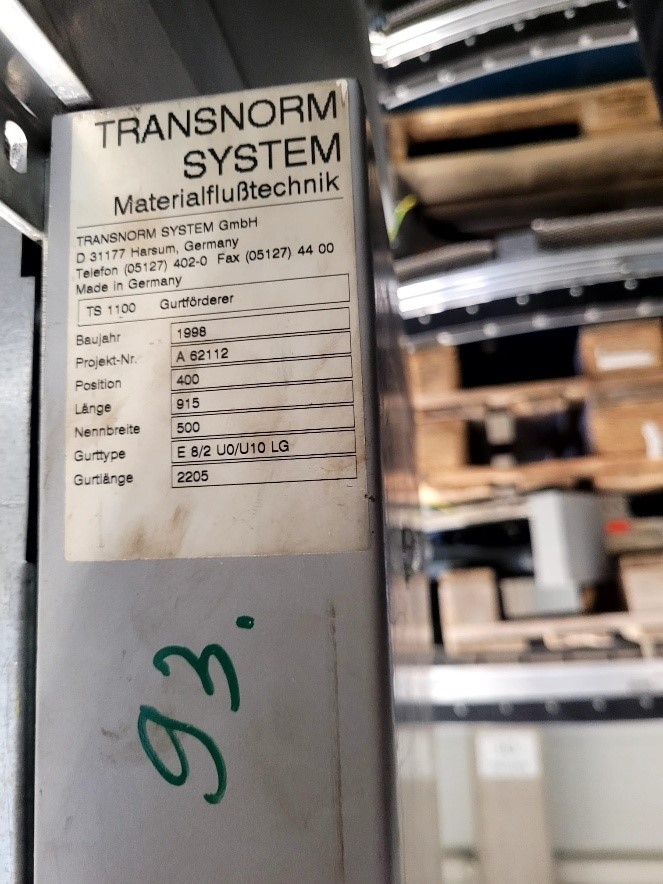 TRANSNORM
SYSTEM
Materialflußtechnik
TRANSNORM SYSTEM GmbH
D 31177 Harsum, Germany
Telefon (05127) 402-0 Fax (05127) 44 00
Made in Germany
TS 1100 Gurtförderer
Baujahr 1998
Projekt-Nr. A 62112
Position 400
Länge 915
Nennbreite 500
Gurttype E 8/2 U0/U10 LG
Gurtlänge 2205
93.